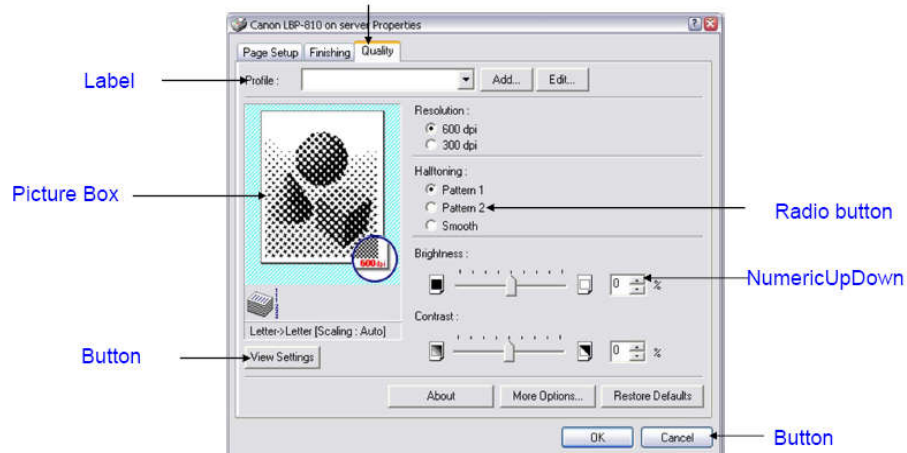 Canon LBP-810 on server Properties
Page Setup Finishing Quality
Label
Profile : Add... Edit...
Resolution :
600 dpi
300 dpi
Halftoning :
Pattern 1
Picture Box
Pattern 2
Radio button
Smooth
600 dpi
Brightness :
0 %
NumericUpDown
Letter->Letter [Scaling : Auto]
Contrast :
0 %
Button
View Settings
About More Options... Restore Defaults
OK Cancel
Button